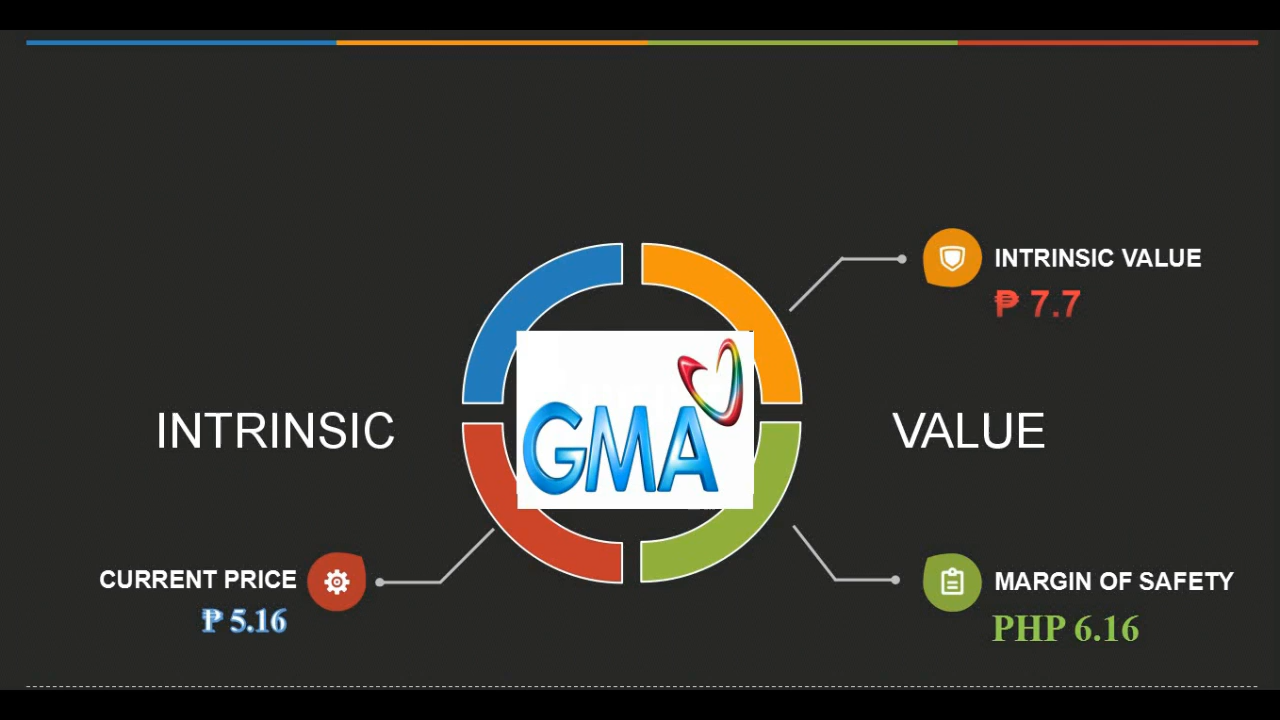 INTRINSIC VALUE
₱ 7.7
GMA
INTRINSIC
VALUE
CURRENT PRICE
₱ 5.16
MARGIN OF SAFETY
PHP 6.16